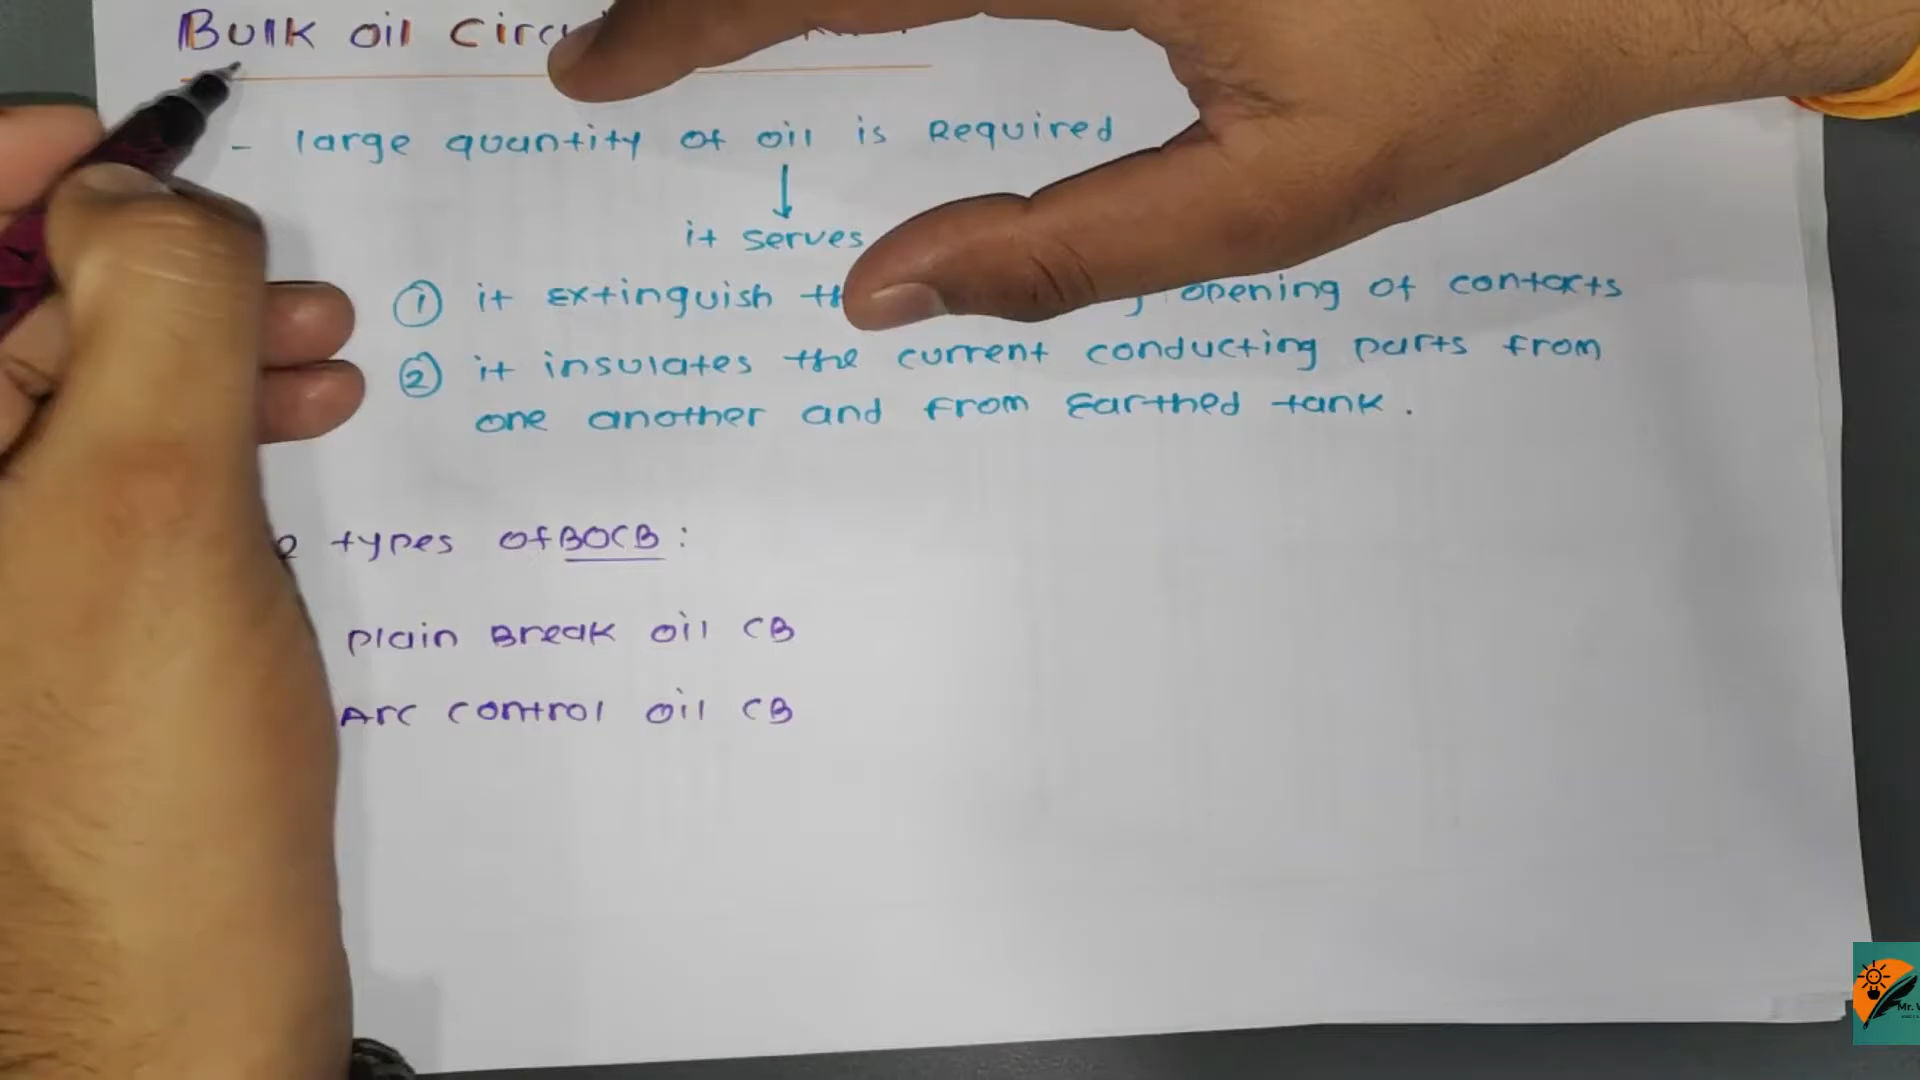 Bulk oil
- large quantity of oil is Required
↓
it serves
① it Extinguish opening of contacts
② it insulates the current conducting parts from
one another and from Earthed tank.
2 types of BOCB:
plain Break oil CB
Arc control oil CB
Mr.